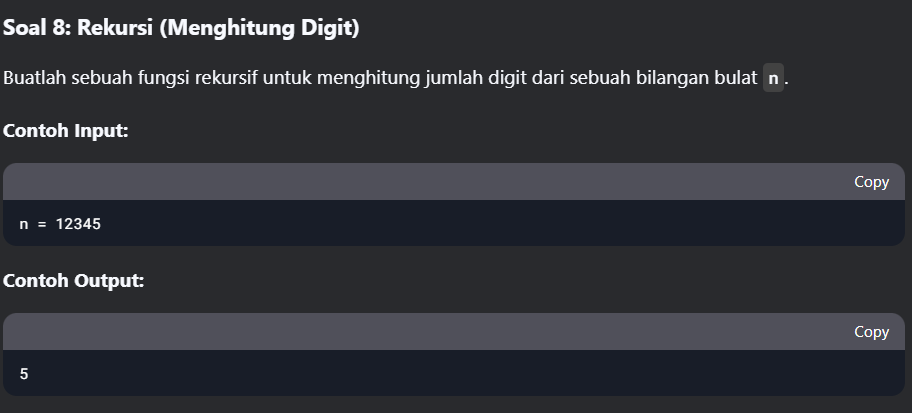 Soal 8: Rekursi (Menghitung Digit)
Buatlah sebuah fungsi rekursif untuk menghitung jumlah digit dari sebuah bilangan bulat n.
Contoh Input:
Copy
n = 12345
Contoh Output:
Copy
5